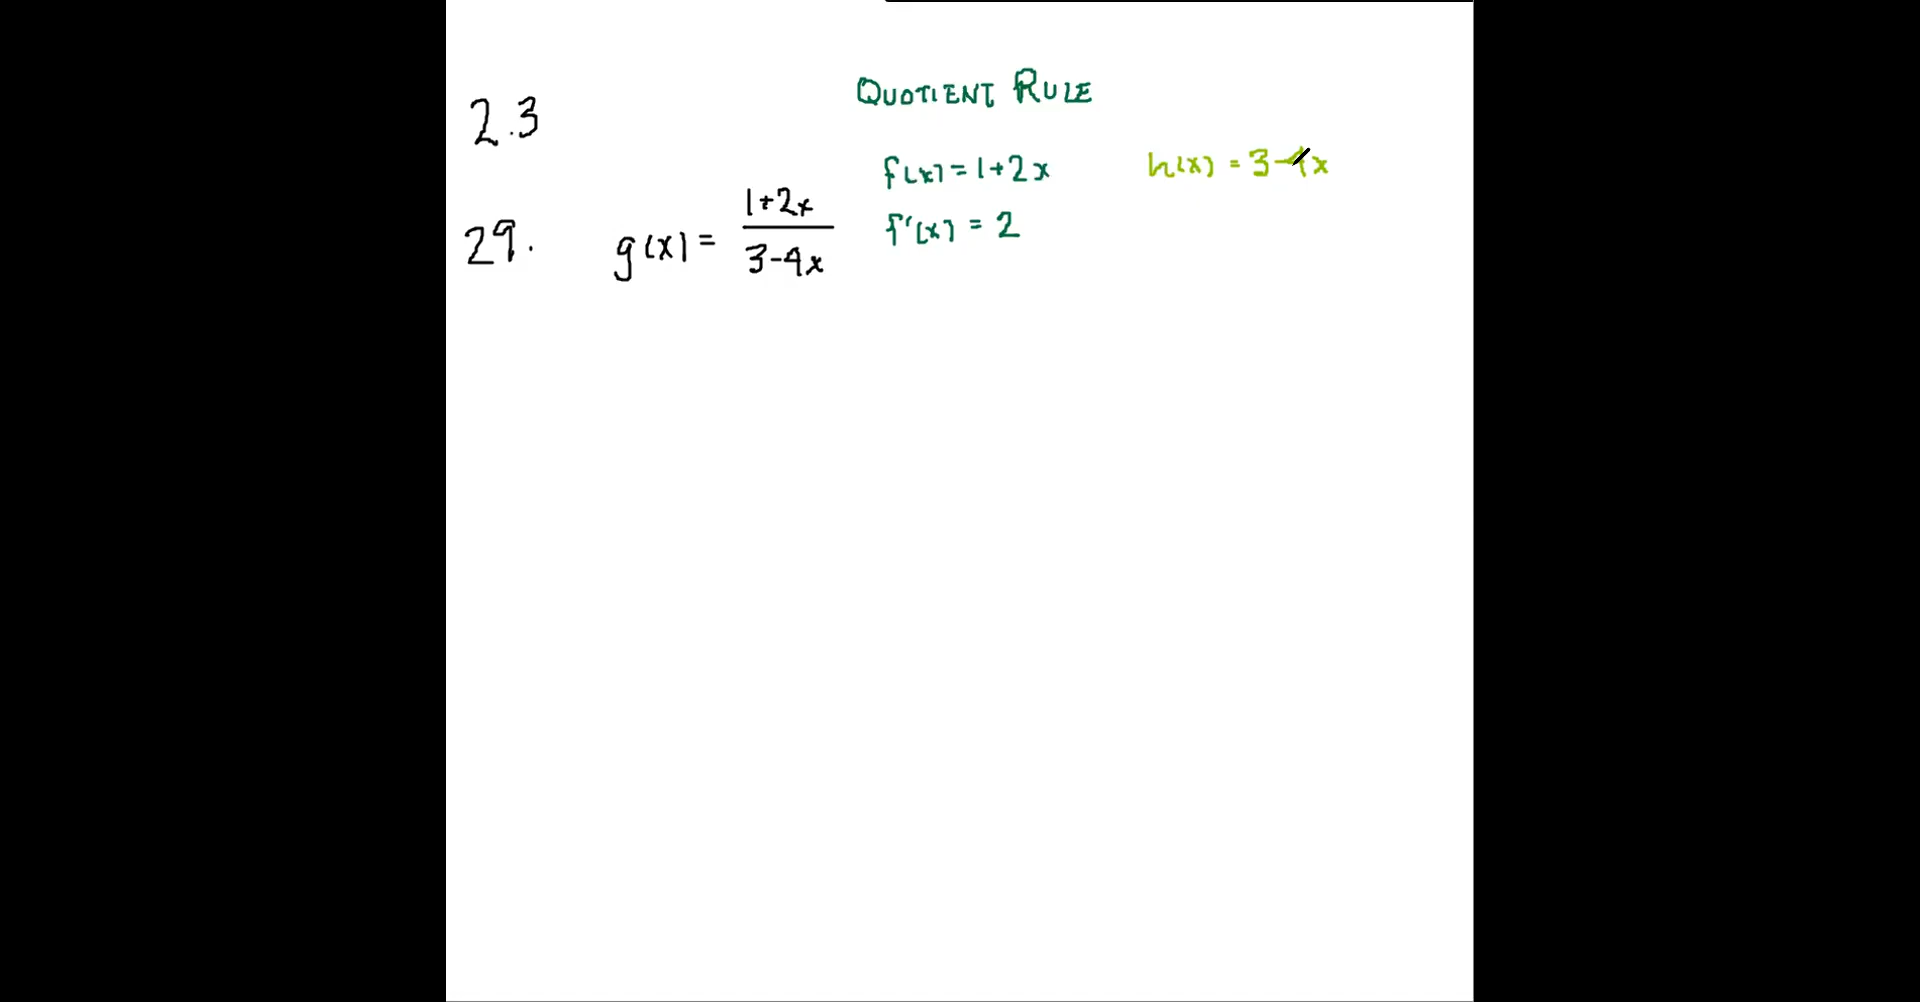 2.3
QUOTIENT RULE
f(x) = 1+2x
h(x) = 3-4x
29. g(x) = 1+2x / 3-4x
f'(x) = 2